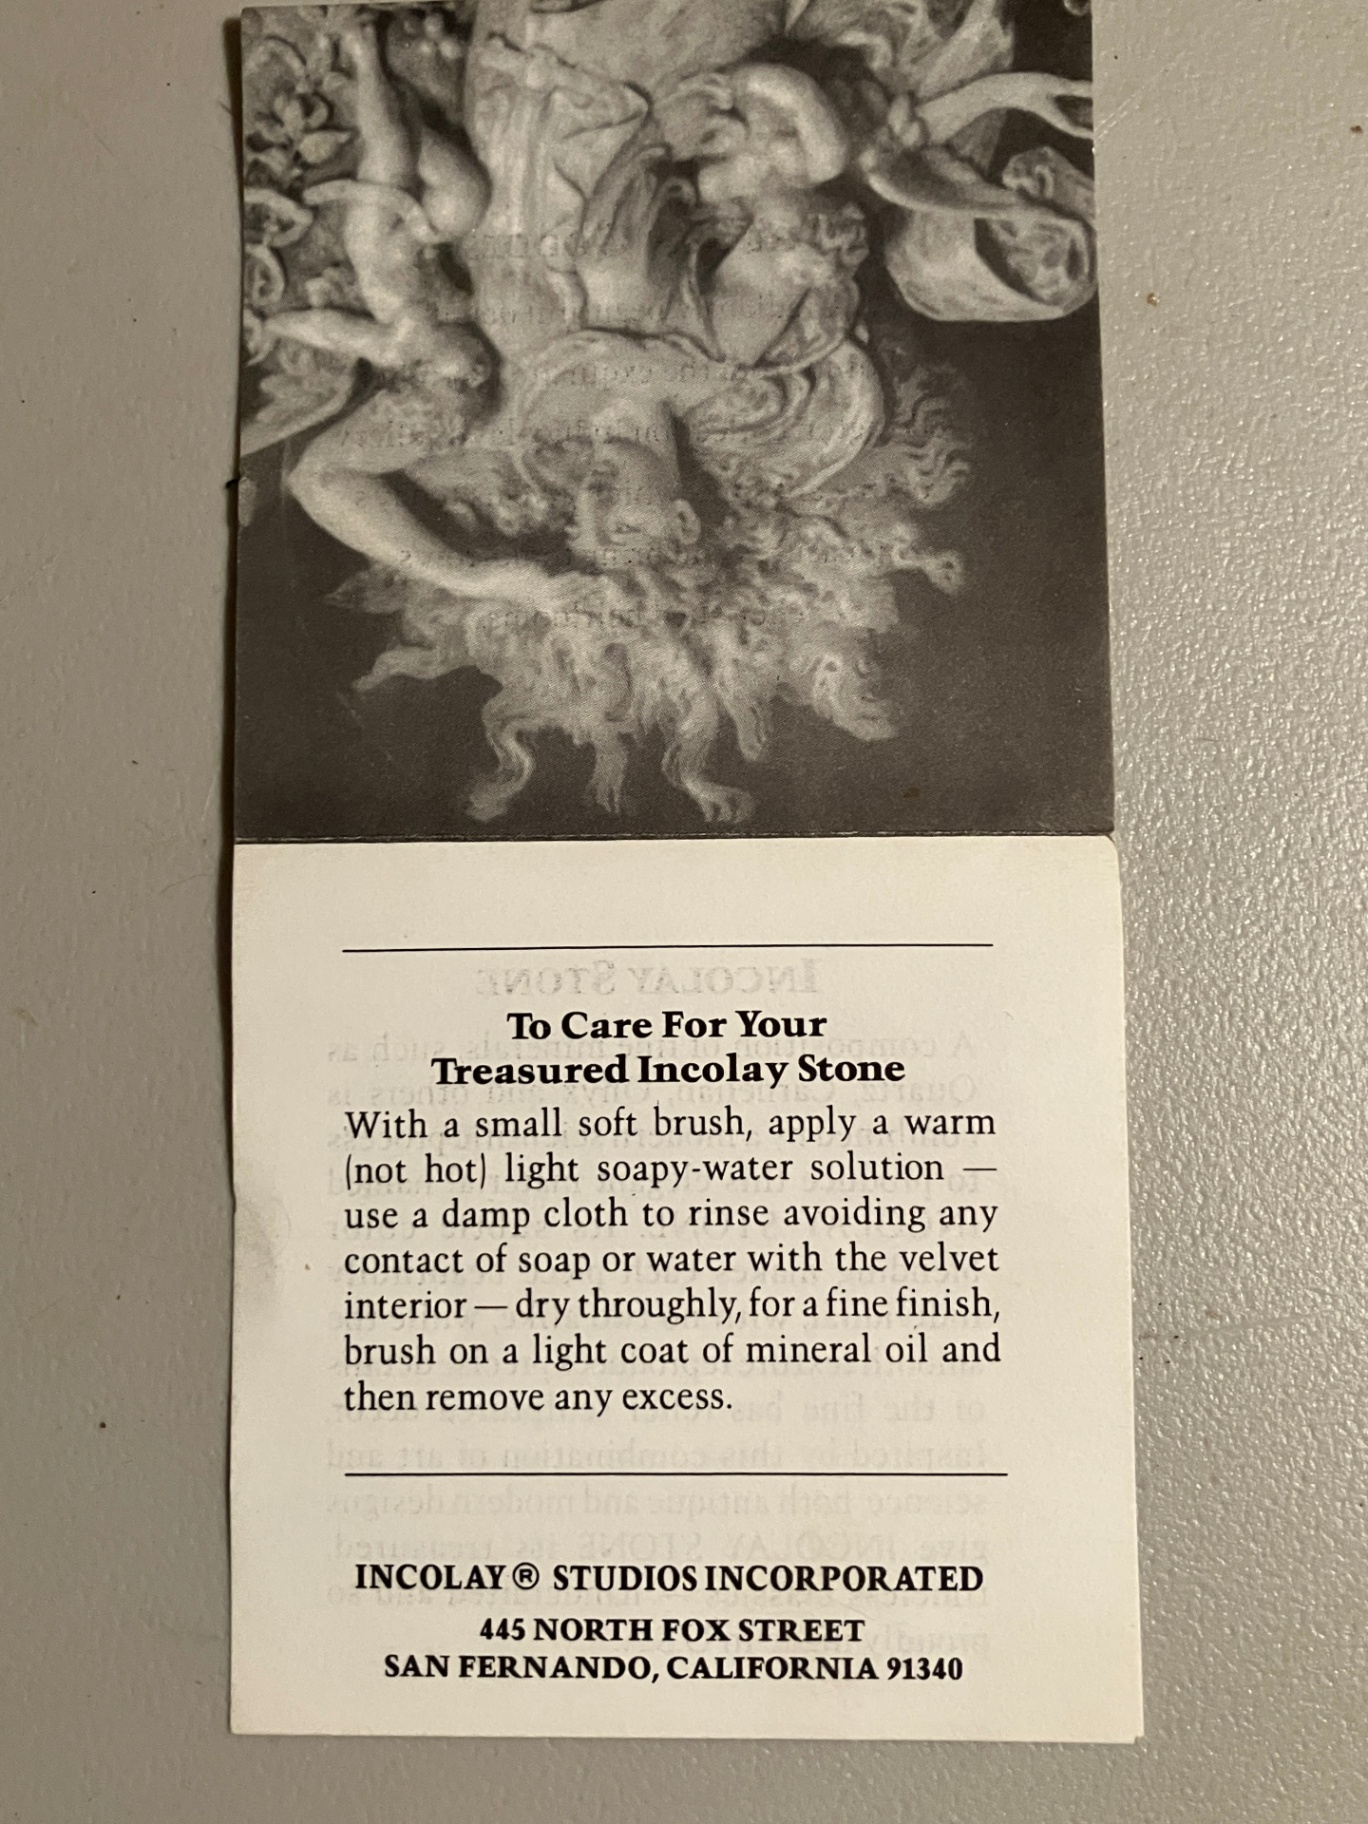 To Care For Your
Treasured Incolay Stone
With a small soft brush, apply a warm
(not hot) light soapy-water solution —
use a damp cloth to rinse avoiding any
contact of soap or water with the velvet
interior — dry throughly, for a fine finish,
brush on a light coat of mineral oil and
then remove any excess.
INCOLAY® STUDIOS INCORPORATED
445 NORTH FOX STREET
SAN FERNANDO, CALIFORNIA 91340